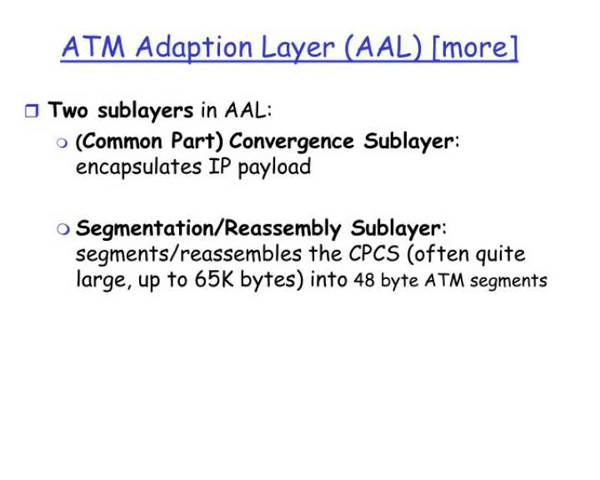 ATM Adaption Layer (AAL) [more]
Two sublayers in AAL:
(Common Part) Convergence Sublayer:
encapsulates IP payload
Segmentation/Reassembly Sublayer:
segments/reassembles the CPCS (often quite
large, up to 65K bytes) into 48 byte ATM segments